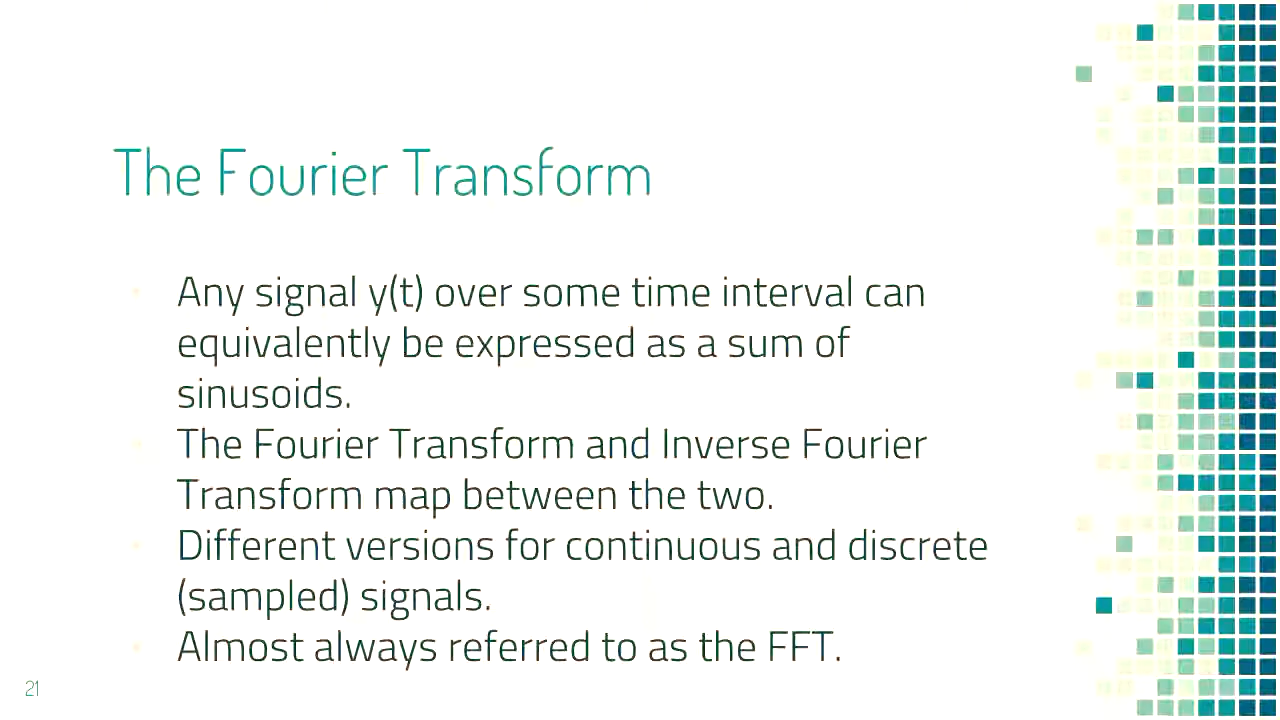 The Fourier Transform
Any signal y(t) over some time interval can
equivalently be expressed as a sum of
sinusoids.
The Fourier Transform and Inverse Fourier
Transform map between the two.
Different versions for continuous and discrete
(sampled) signals.
Almost always referred to as the FFT.
21